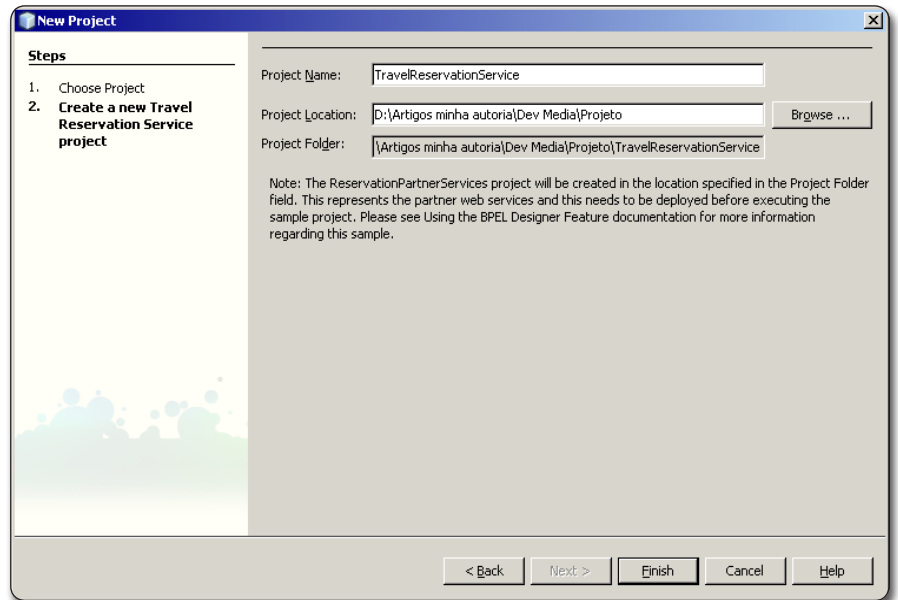 New Project
Steps
1. Choose Project
2. Create a new Travel
Reservation Service
project
Project Name: TravelReservationService
Project Location: D:\Artigos minha autoria\Dev Media\Projeto Browse ...
Project Folder: \Artigos minha autoria\Dev Media\Projeto\TravelReservationService
Note: The ReservationPartnerServices project will be created in the location specified in the Project Folder
field. This represents the partner web services and this needs to be deployed before executing the
sample project. Please see Using the BPEL Designer Feature documentation for more information
regarding this sample.
< Back Next > Finish Cancel Help